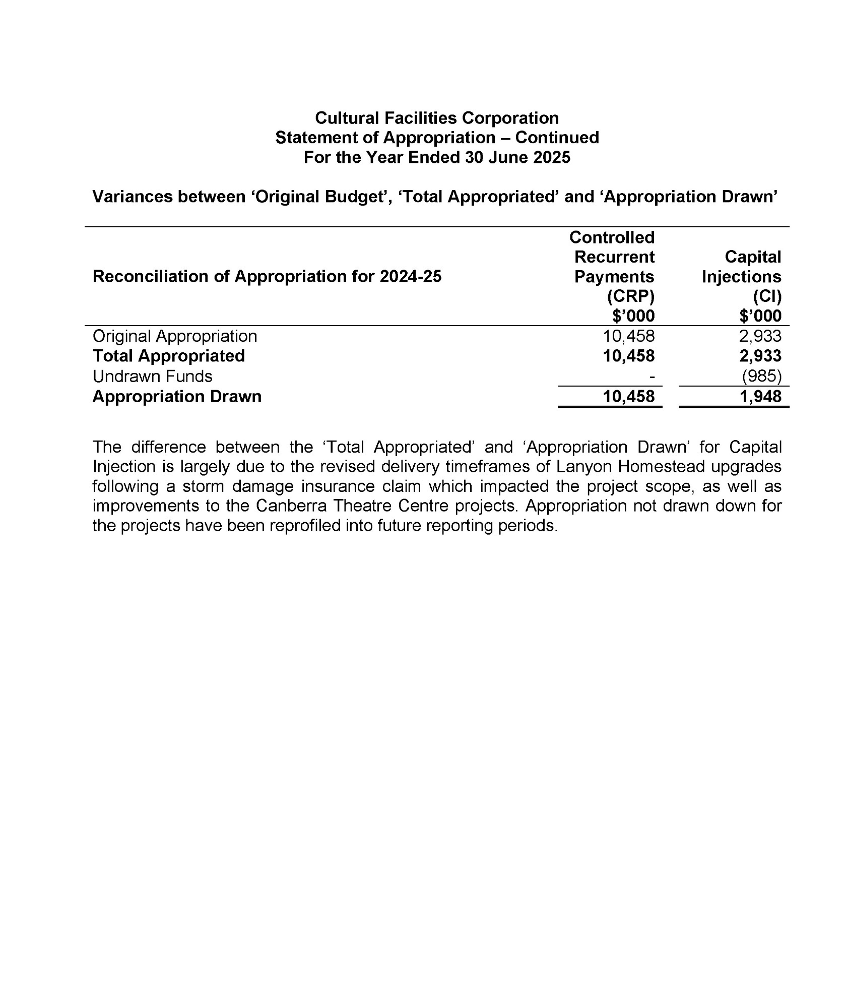 Cultural Facilities Corporation
Statement of Appropriation – Continued
For the Year Ended 30 June 2025
Variances between ‘Original Budget’, ‘Total Appropriated’ and ‘Appropriation Drawn’
Controlled
Recurrent Capital
Reconciliation of Appropriation for 2024-25 Payments Injections
(CRP) (CI)
$’000 $’000
Original Appropriation 10,458 2,933
Total Appropriated 10,458 2,933
Undrawn Funds - (985)
Appropriation Drawn 10,458 1,948
The difference between the ‘Total Appropriated’ and ‘Appropriation Drawn’ for Capital
Injection is largely due to the revised delivery timeframes of Lanyon Homestead upgrades
following a storm damage insurance claim which impacted the project scope, as well as
improvements to the Canberra Theatre Centre projects. Appropriation not drawn down for
the projects have been reprofiled into future reporting periods.